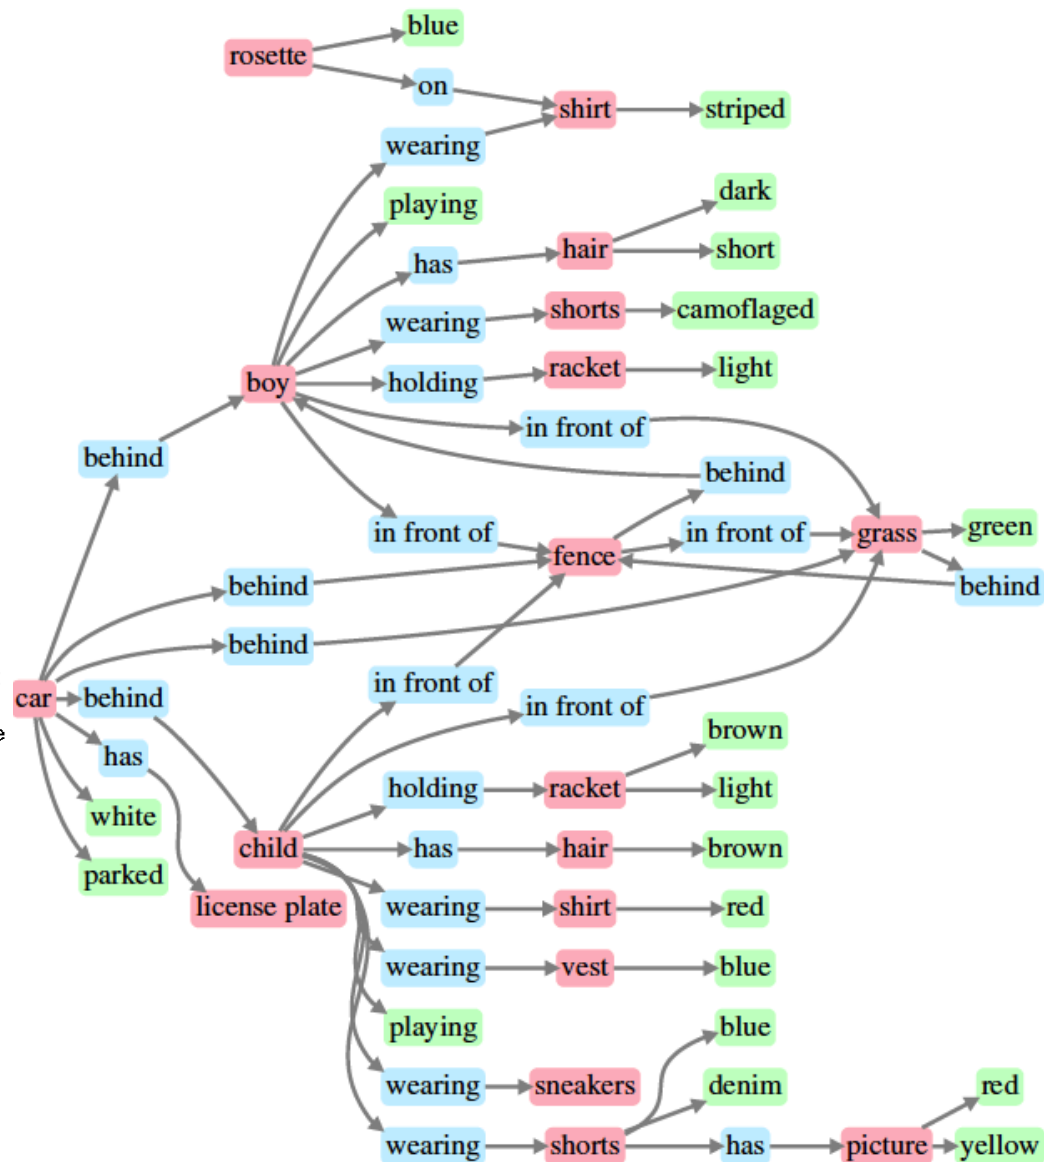 blue
rosette
on
shirt
striped
wearing
playing
dark
has
hair
short
wearing
shorts
camoflaged
boy
holding
racket
light
in front of
behind
behind
in front of
fence
in front of
grass
green
behind
behind
behind
in front of
in front of
car
behind
e
has
brown
holding
racket
light
white
child
has
hair
brown
parked
license plate
wearing
shirt
red
wearing
vest
blue
playing
blue
wearing
sneakers
denim
red
wearing
shorts
has
picture
yellow